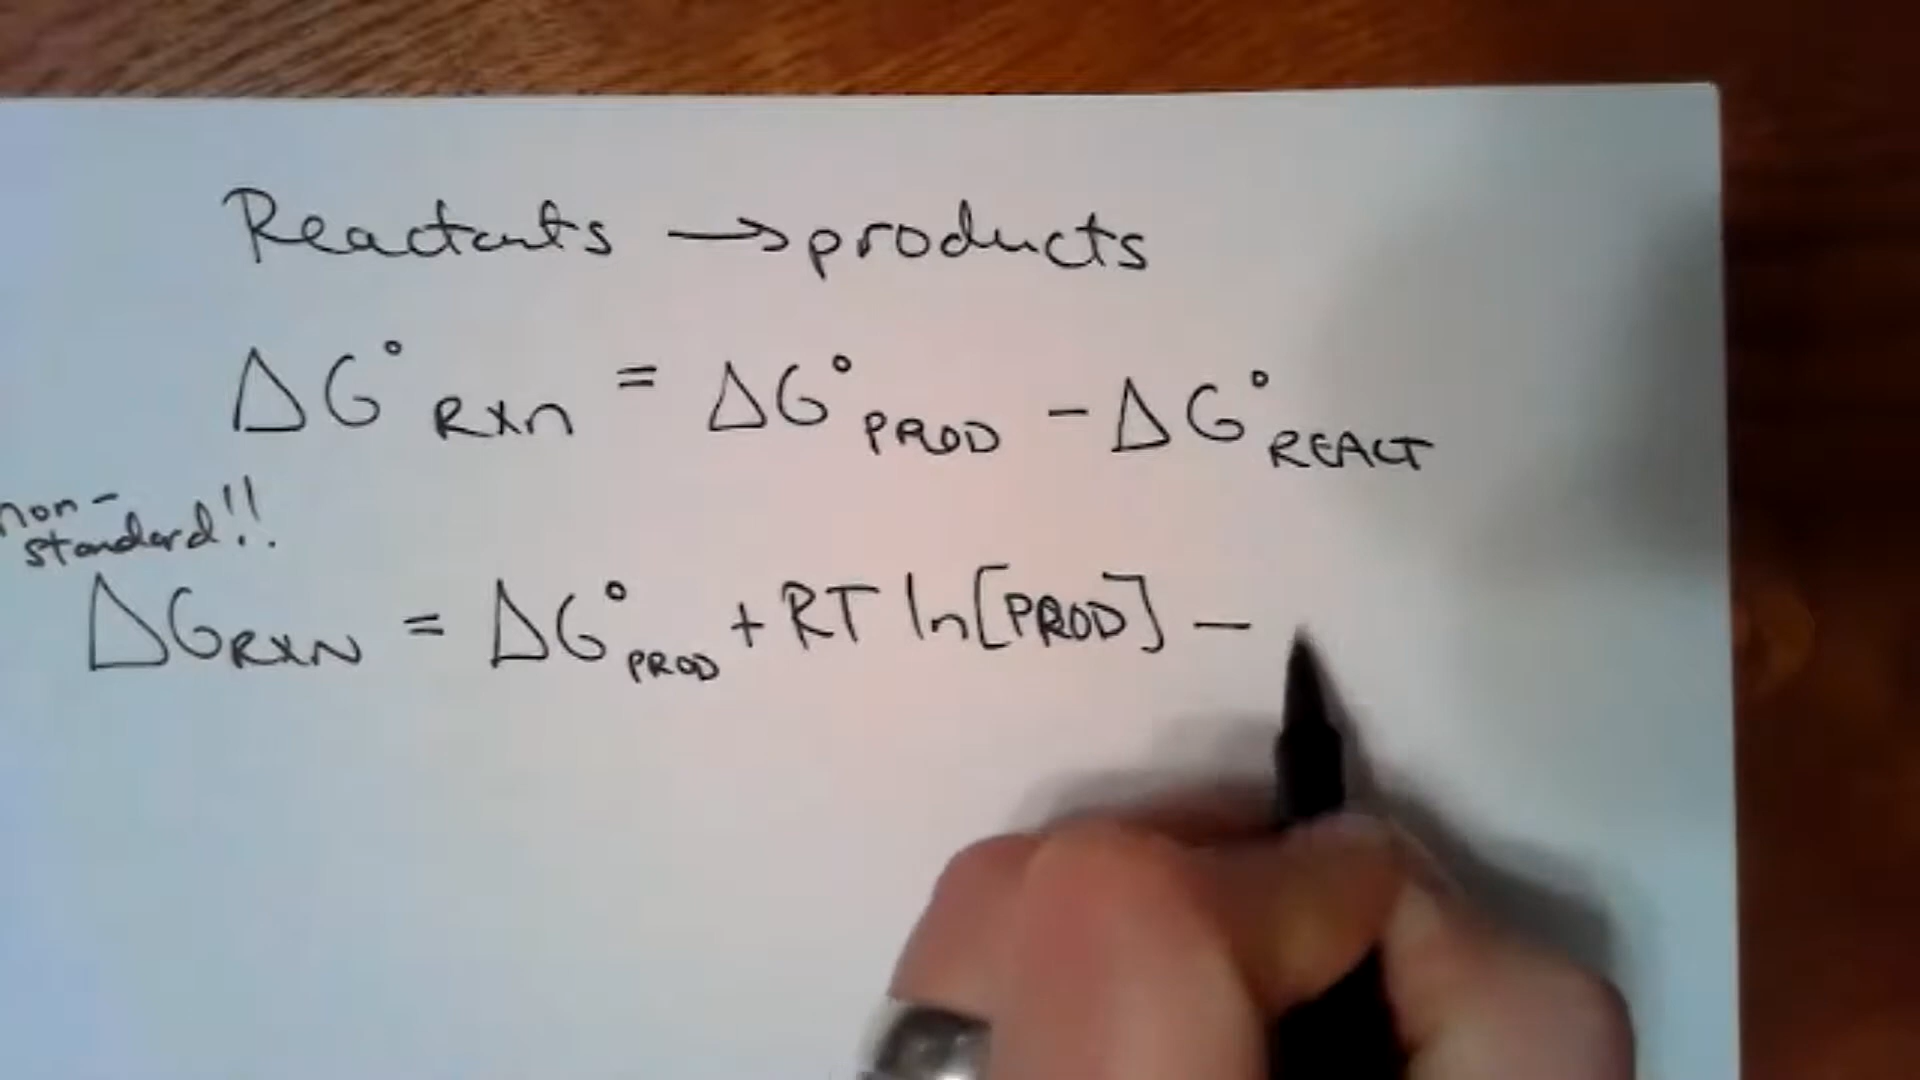 Reactants → products
ΔG°RXn = ΔG°PROD - ΔG°REACT
non-
standard!!
ΔGRXN = ΔG°PROD + RT ln[PROD] -